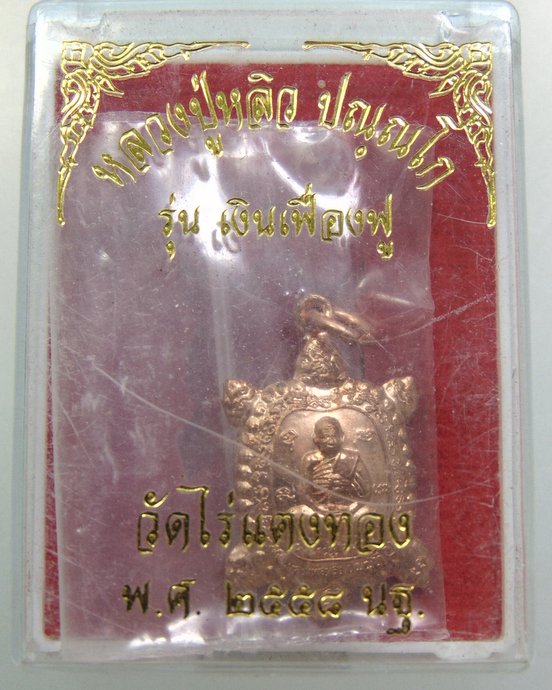 หลวงปู่หลิว ปณฺณโก
รุ่น เงินเฟื่องฟู
วัดไร่แตงทอง
พ.ศ. ๒๕๕๘ นฐ.